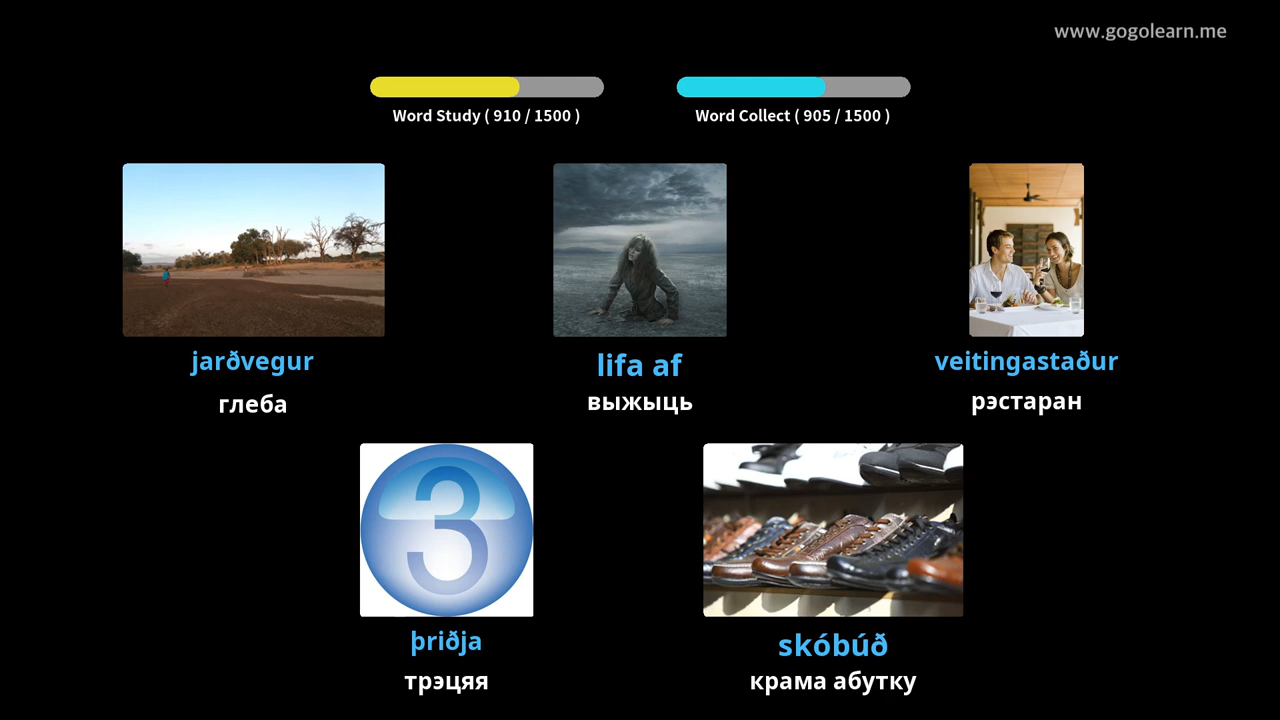 www.gogolearn.me
Word Study ( 910 / 1500 )
Word Collect ( 905 / 1500 )
jarðvegur
lifa af
veitingastaður
глеба
выжыць
рэстаран
3
þriðja
skóbúð
трэцяя
крама абутку